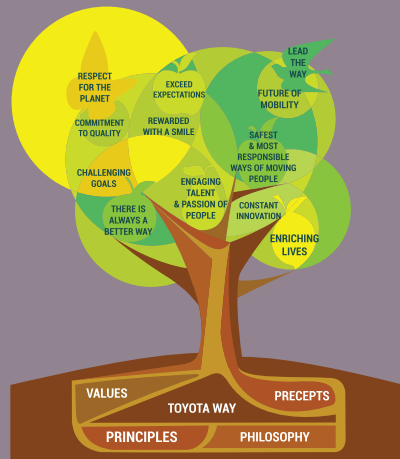 LEAD
THE
WAY
RESPECT
FOR THE
PLANET
EXCEED
EXPECTATIONS
FUTURE OF
MOBILITY
COMMITMENT
TO QUALITY
REWARDED
WITH A SMILE
SAFEST
& MOST
RESPONSIBLE
WAYS OF MOVING
PEOPLE
CHALLENGING
GOALS
ENGAGING
TALENT
& PASSION OF
PEOPLE
CONSTANT
INNOVATION
THERE IS
ALWAYS A
BETTER WAY
ENRICHING
LIVES
VALUES
PRECEPTS
TOYOTA WAY
PRINCIPLES
PHILOSOPHY